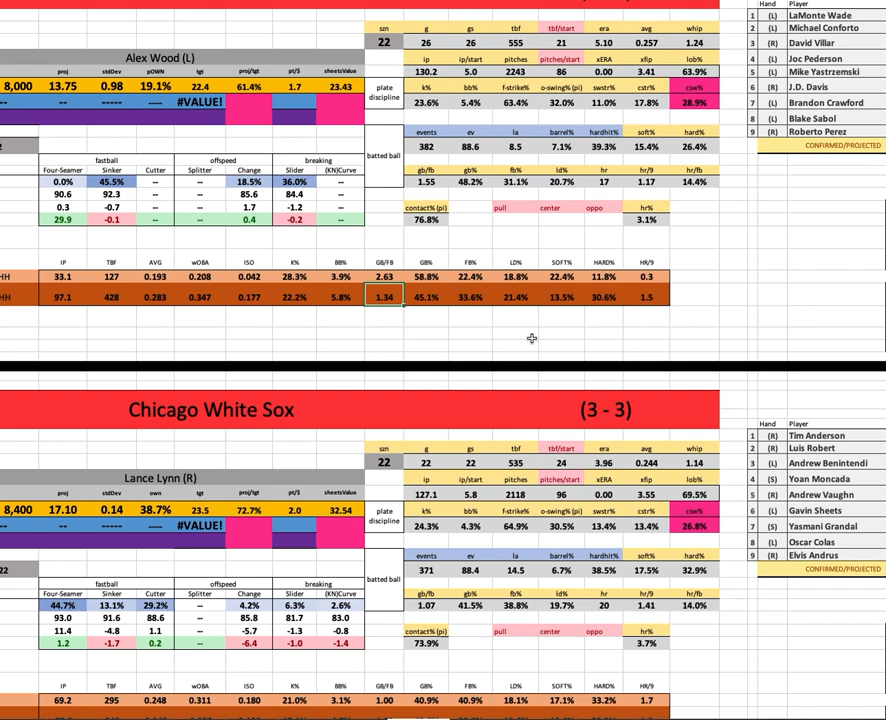 Hand Player
1 (L) LaMonte Wade
szn g gs tbf tbf/start era avg whip
2 (L) Michael Conforto
22 26 26 555 21 5.10 0.257 1.24
3 (R) David Villar
Alex Wood (L)
ip ip/start pitches pitches/start xERA xfip lob%
4 (L) Joc Pederson
proj stdDev pOWN tgt proj/tgt pt/$ sheetsValue
130.2 5.0 2243 86 0.00 3.41 63.9%
5 (L) Mike Yastrzemski
8,000 13.75 0.98 19.1% 22.4 61.4% 1.7 23.43
plate discipline
k% bb% f-strike% o-swing% (pi) swstr% cstr% csw%
6 (R) J.D. Davis
-- -- ----- #VALUE!
23.6% 5.4% 63.4% 32.0% 11.0% 17.8% 28.9%
7 (L) Brandon Crawford
8 (L) Blake Sabol
events ev la barrel% hardhit% soft% hard%
9 (R) Roberto Perez
2
batted ball
382 88.6 8.5 7.1% 39.3% 15.4% 26.4%
CONFIRMED/PROJECTED
fastball offspeed breaking
Four-Seamer Sinker Cutter Splitter Change Slider (KN)Curve
gb/fb gb% fb% ld% hr hr/9 hr/fb
0.0% 45.5% -- -- 18.5% 36.0% --
1.55 48.2% 31.1% 20.7% 17 1.17 14.4%
90.6 92.3 -- -- 85.6 84.4 --
0.3 -0.7 -- -- 1.7 -1.2 --
contact% (pi) pull center oppo hr%
29.9 -0.1 -- -- 0.4 -0.2 --
76.8% 3.1%
IP TBF AVG wOBA ISO K% BB% GB/FB GB% FB% LD% SOFT% HARD% HR/9
HH 33.1 127 0.193 0.208 0.042 28.3% 3.9% 2.63 58.8% 22.4% 18.8% 22.4% 11.8% 0.3
HH 97.1 428 0.283 0.347 0.177 22.2% 5.8% 1.34 45.1% 33.6% 21.4% 13.5% 30.6% 1.5
Chicago White Sox (3 - 3)
Hand Player
1 (R) Tim Anderson
szn g gs tbf tbf/start era avg whip
2 (R) Luis Robert
22 22 22 535 24 3.96 0.244 1.14
3 (L) Andrew Benintendi
Lance Lynn (R)
ip ip/start pitches pitches/start xERA xfip lob%
4 (S) Yoan Moncada
proj stdDev own tgt proj/tgt pt/$ sheetsValue
127.1 5.8 2118 96 0.00 3.55 69.5%
5 (R) Andrew Vaughn
8,400 17.10 0.14 38.7% 23.5 72.7% 2.0 32.54
plate discipline
k% bb% f-strike% o-swing% (pi) swstr% cstr% csw%
6 (L) Gavin Sheets
-- -- ----- #VALUE!
24.3% 4.3% 64.9% 30.5% 13.4% 13.4% 26.8%
7 (S) Yasmani Grandal
8 (L) Oscar Colas
events ev la barrel% hardhit% soft% hard%
9 (R) Elvis Andrus
22
batted ball
371 88.4 14.5 6.7% 38.5% 17.5% 32.9%
CONFIRMED/PROJECTED
fastball offspeed breaking
Four-Seamer Sinker Cutter Splitter Change Slider (KN)Curve
gb/fb gb% fb% ld% hr hr/9 hr/fb
44.7% 13.1% 29.2% -- 4.2% 6.3% 2.6%
1.07 41.5% 38.8% 19.7% 20 1.41 14.0%
93.0 91.6 88.6 -- 85.8 81.7 83.0
11.4 -4.8 1.1 -- -5.7 -1.3 -0.8
contact% (pi) pull center oppo hr%
1.2 -1.7 0.2 -- -6.4 -1.0 -1.4
73.9% 3.7%
IP TBF AVG wOBA ISO K% BB% GB/FB GB% FB% LD% SOFT% HARD% HR/9
69.2 295 0.248 0.311 0.180 21.0% 3.1% 1.00 40.9% 40.9% 18.1% 17.1% 33.2% 1.7